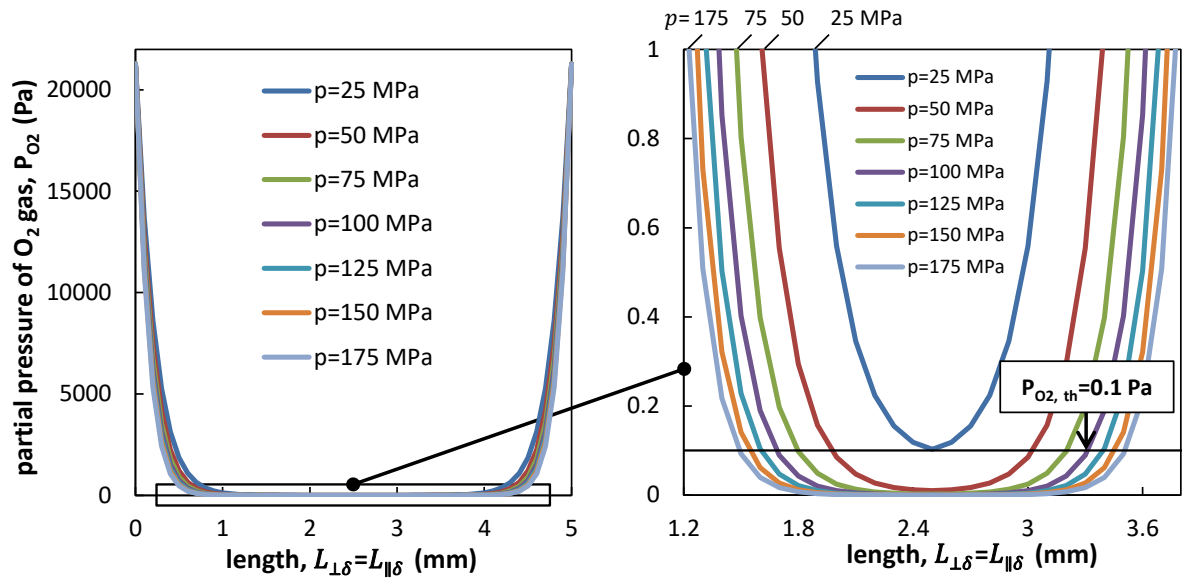 partial pressure of O₂ gas, P_O2 (Pa)
20000
15000
10000
5000
0
p=25 MPa
p=50 MPa
p=75 MPa
p=100 MPa
p=125 MPa
p=150 MPa
p=175 MPa
0 1 2 3 4 5
length, L⊥δ=L∥δ (mm)
p= 175 75 50 25 MPa
1
0.8
0.6
0.4
0.2
0
p=25 MPa
p=50 MPa
p=75 MPa
p=100 MPa
p=125 MPa
p=150 MPa
p=175 MPa
P_O2, th=0.1 Pa
1.2 1.8 2.4 3 3.6
length, L⊥δ=L∥δ (mm)